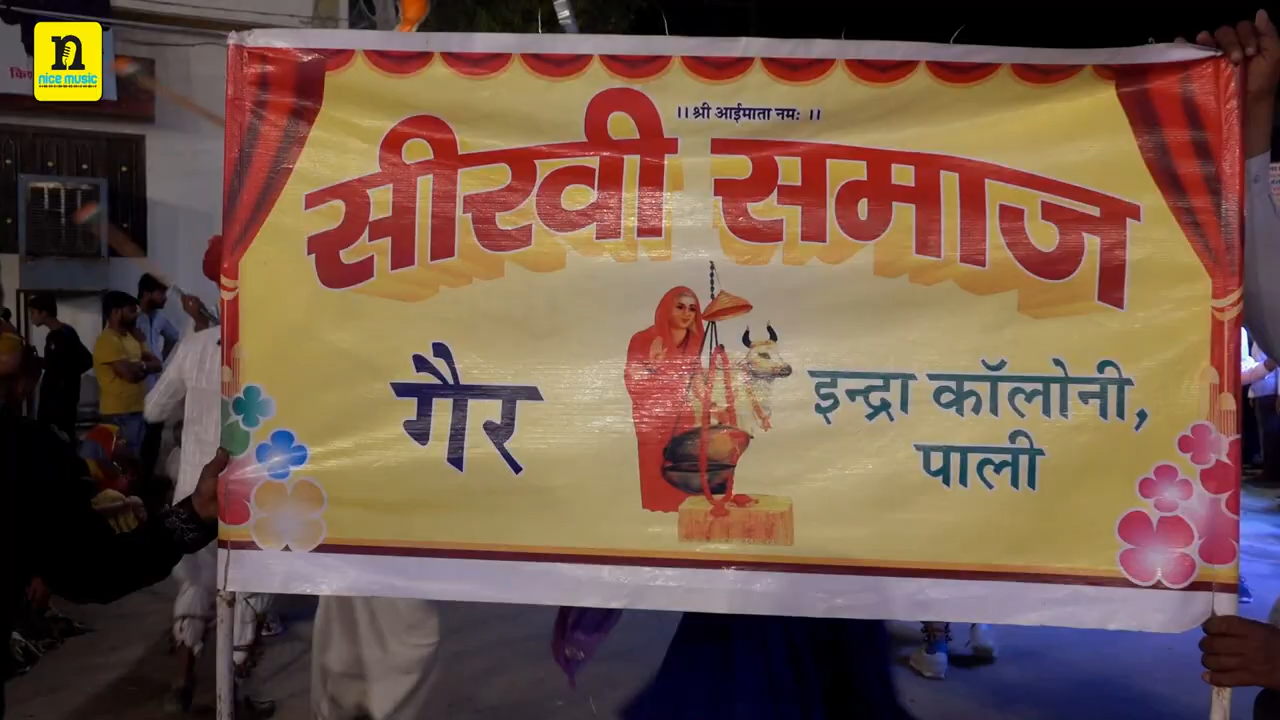 n
nice music
।। श्री आईमाता नमः ।।
सीरवी समाज
गैर
इन्द्रा कॉलोनी,
पाली